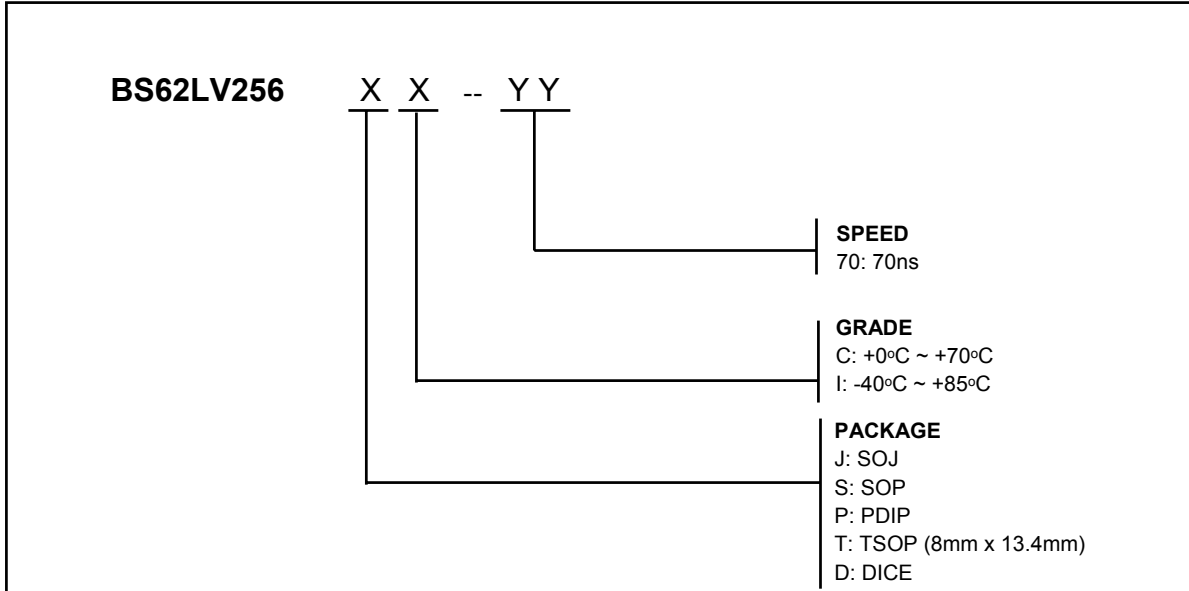 BS62LV256 X X -- Y Y
SPEED
70: 70ns
GRADE
C: +0oC ~ +70oC
I: -40oC ~ +85oC
PACKAGE
J: SOJ
S: SOP
P: PDIP
T: TSOP (8mm x 13.4mm)
D: DICE